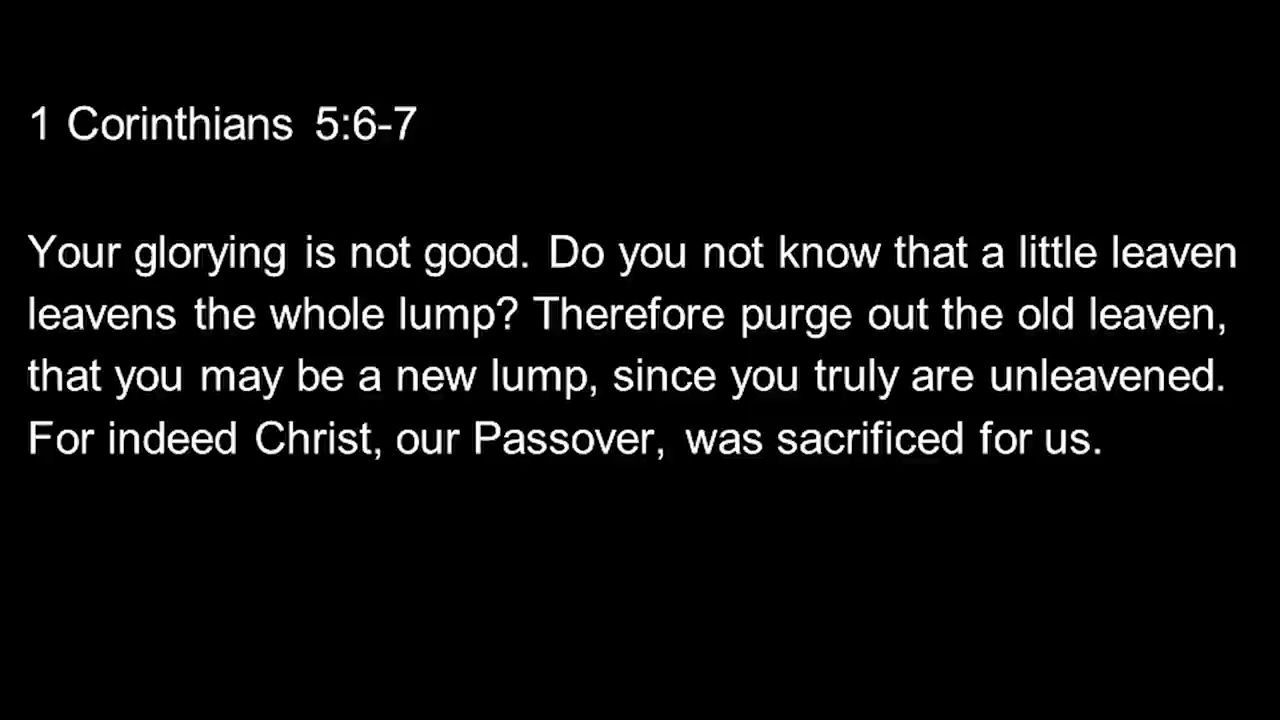 1 Corinthians 5:6-7
Your glorying is not good. Do you not know that a little leaven
leavens the whole lump? Therefore purge out the old leaven,
that you may be a new lump, since you truly are unleavened.
For indeed Christ, our Passover, was sacrificed for us.